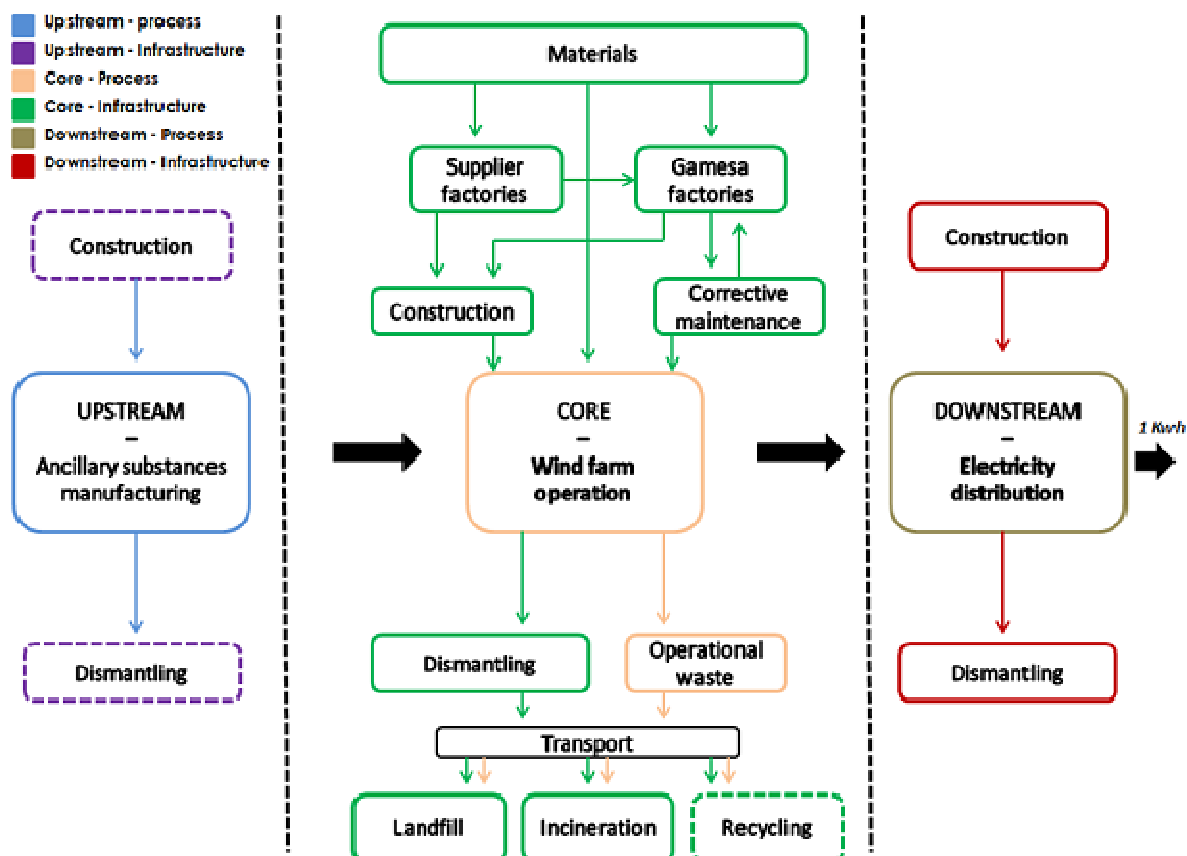 Upstream - process
Upstream - Infrastructure
Core - Process
Core - Infrastructure
Downstream - Process
Downstream - Infrastructure
Construction
UPSTREAM
–
Ancillary substances
manufacturing
Dismantling
Materials
Supplier
factories
Gamesa
factories
Construction
Corrective
maintenance
CORE
–
Wind farm
operation
Dismantling
Operational
waste
Transport
Landfill
Incineration
Recycling
Construction
DOWNSTREAM
–
Electricity
distribution
1 Kwh
Dismantling